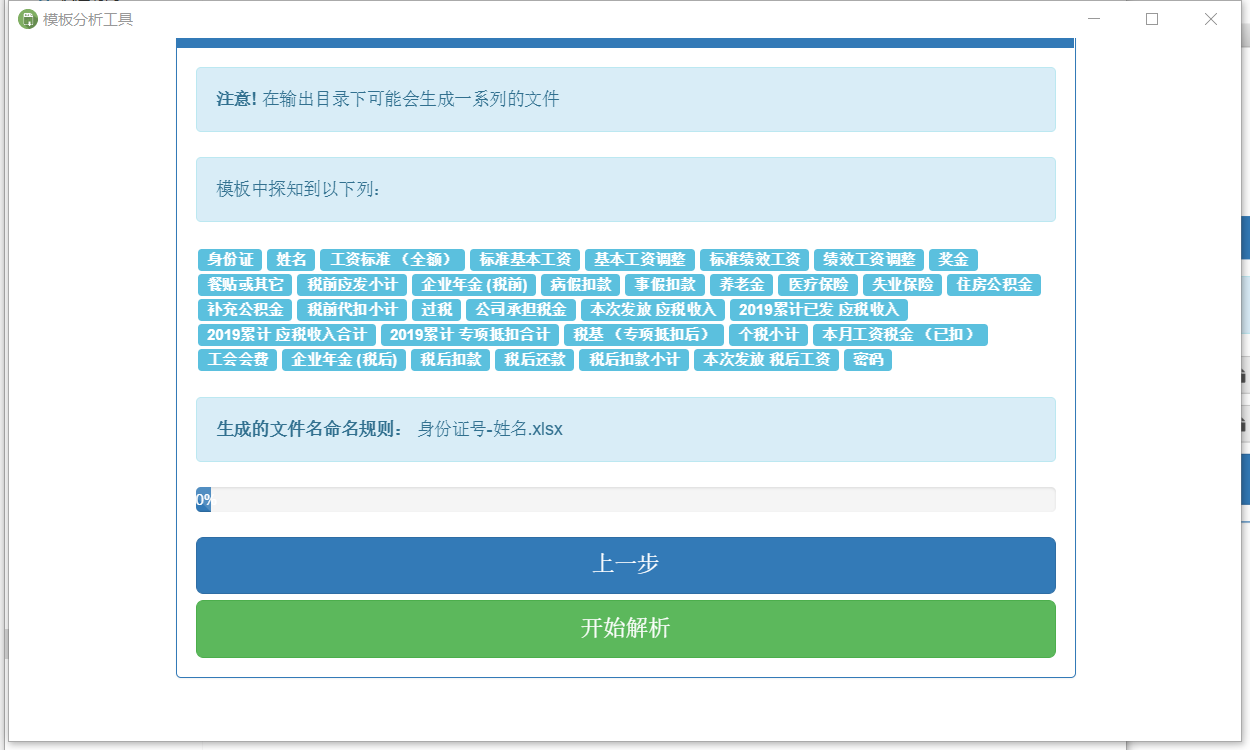 模板分析工具
注意! 在输出目录下可能会生成一系列的文件
模板中探知到以下列：
身份证 姓名 工资标准 （全额） 标准基本工资 基本工资调整 标准绩效工资 绩效工资调整 奖金
餐贴或其它 税前应发小计 企业年金 (税前) 病假扣款 事假扣款 养老金 医疗保险 失业保险 住房公积金
补充公积金 税前代扣小计 过税 公司承担税金 本次发放 应税收入 2019累计已发 应税收入
2019累计 应税收入合计 2019累计 专项抵扣合计 税基 （专项抵扣后） 个税小计 本月工资税金 （已扣）
工会会费 企业年金 (税后) 税后扣款 税后还款 税后扣款小计 本次发放 税后工资 密码
生成的文件名命名规则： 身份证号-姓名.xlsx
0%
上一步
开始解析